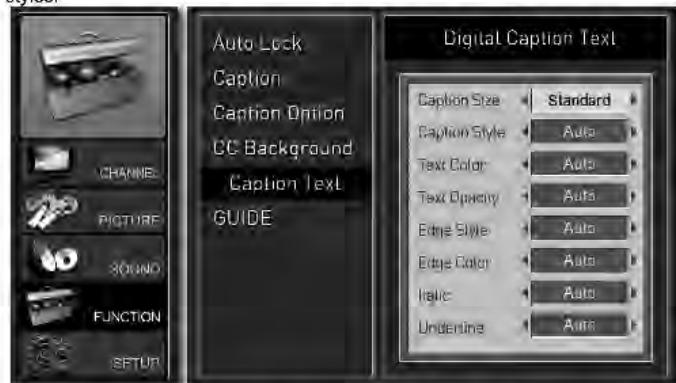 styles.
CHANNEL
PICTURE
SOUND
FUNCTION
SETUP
Auto Lock
Caption
Caption Option
CC Background
Caption Text
GUIDE
Digital Caption Text
Caption Size Standard
Caption Style Auto
Text Color Auto
Text Opacity Auto
Edge Style Auto
Edge Color Auto
Italic Auto
Underline Auto